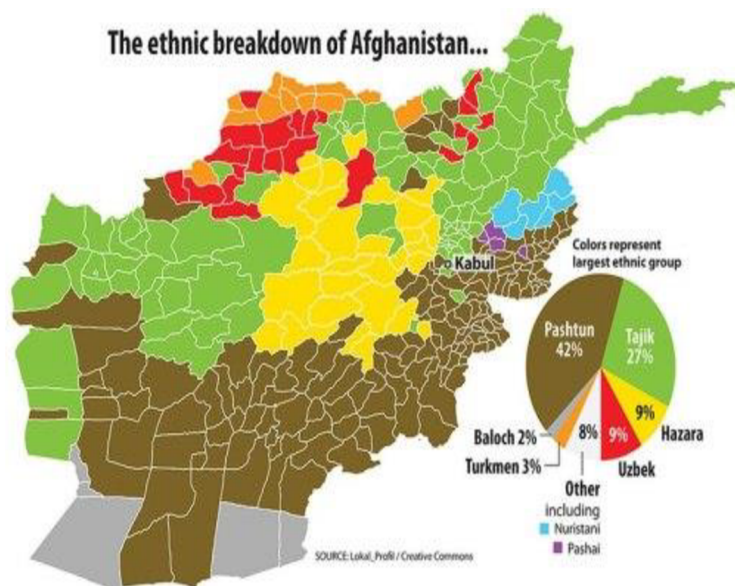 The ethnic breakdown of Afghanistan...
Kabul
Colors represent
largest ethnic group
Pashtun
42%
Tajik
27%
9%
Hazara
9%
Uzbek
8%
Baloch 2%
Turkmen 3%
Other
including
Nuristani
Pashai
SOURCE: Lokal_Profil / Creative Commons